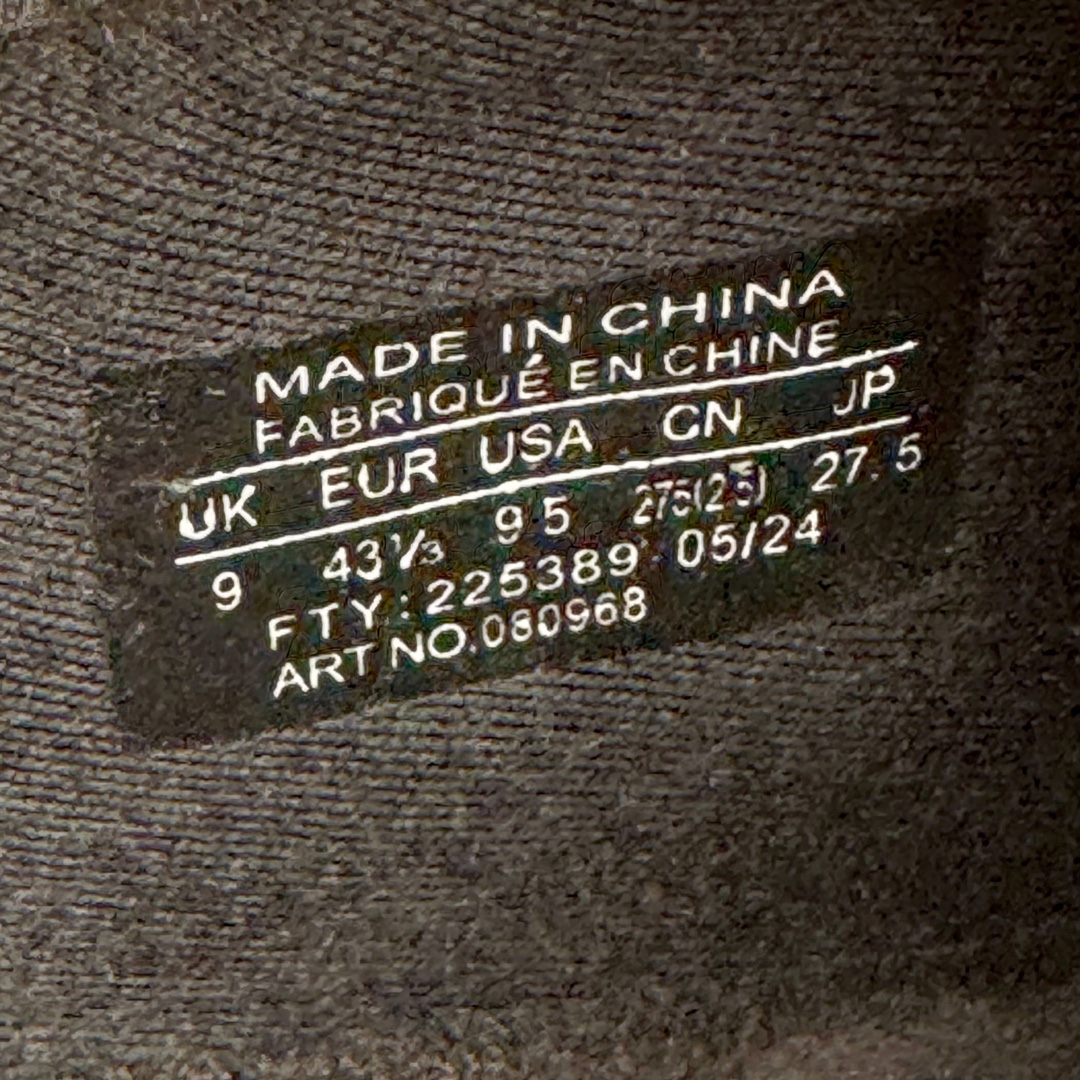 MADE IN CHINA
FABRIQUÉ EN CHINE
UK EUR USA CN JP
9 43⅓ 9.5 275(2.5) 27.5
FTY: 225389 05/24
ART NO.080968